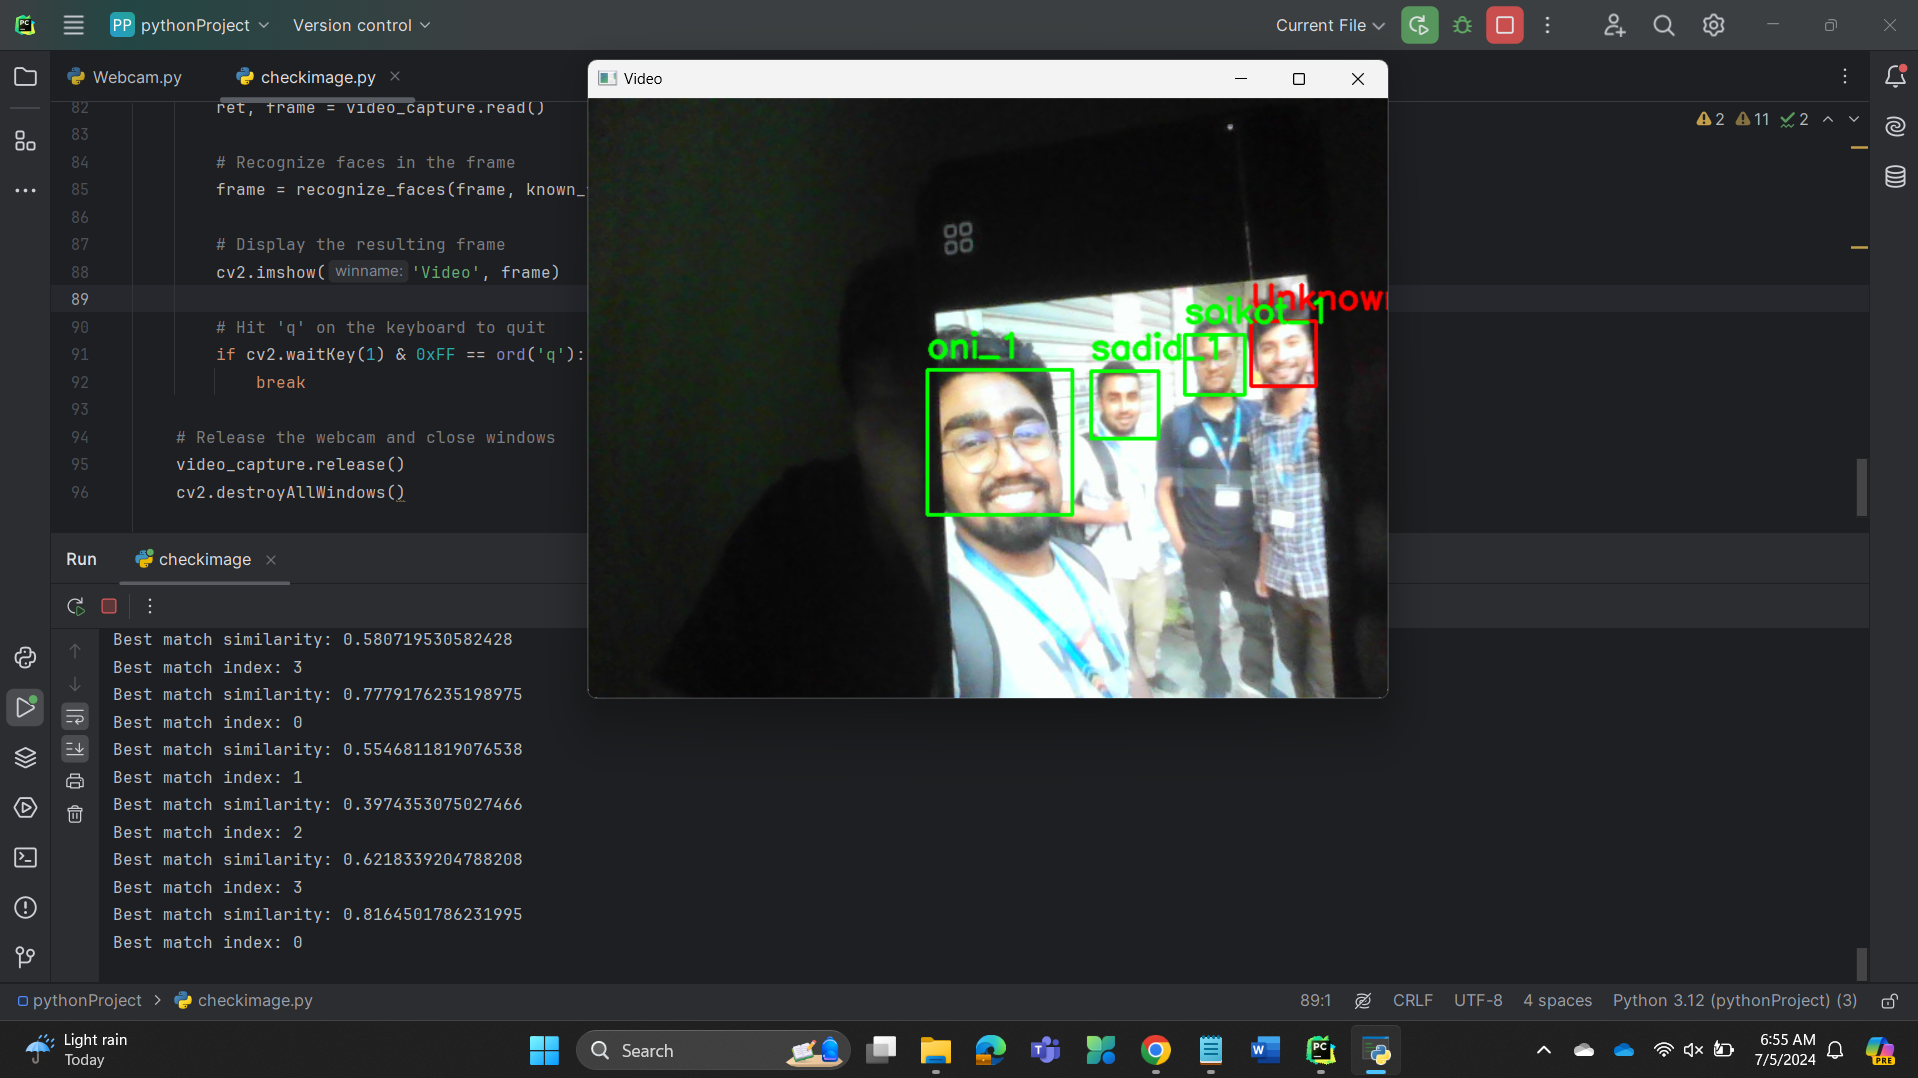 PC
PP pythonProject
Version control
Current File
Webcam.py
checkimage.py
2 11 2
82 ret, frame = video_capture.read()
83
84 # Recognize faces in the frame
85 frame = recognize_faces(frame, known_
86
87 # Display the resulting frame
88 cv2.imshow( winname: 'Video', frame)
89
90 # Hit 'q' on the keyboard to quit
91 if cv2.waitKey(1) & 0xFF == ord('q'):
92 break
93
94 # Release the webcam and close windows
95 video_capture.release()
96 cv2.destroyAllWindows()
Video
Unknown
soikot_1
oni_1
sadid_1
Run
checkimage
Best match similarity: 0.580719530582428
Best match index: 3
Best match similarity: 0.7779176235198975
Best match index: 0
Best match similarity: 0.5546811819076538
Best match index: 1
Best match similarity: 0.3974353075027466
Best match index: 2
Best match similarity: 0.6218339204788208
Best match index: 3
Best match similarity: 0.8164501786231995
Best match index: 0
pythonProject > checkimage.py
89:1
CRLF
UTF-8
4 spaces
Python 3.12 (pythonProject) (3)
Light rain
Today
Search
PC
PRE
6:55 AM
7/5/2024